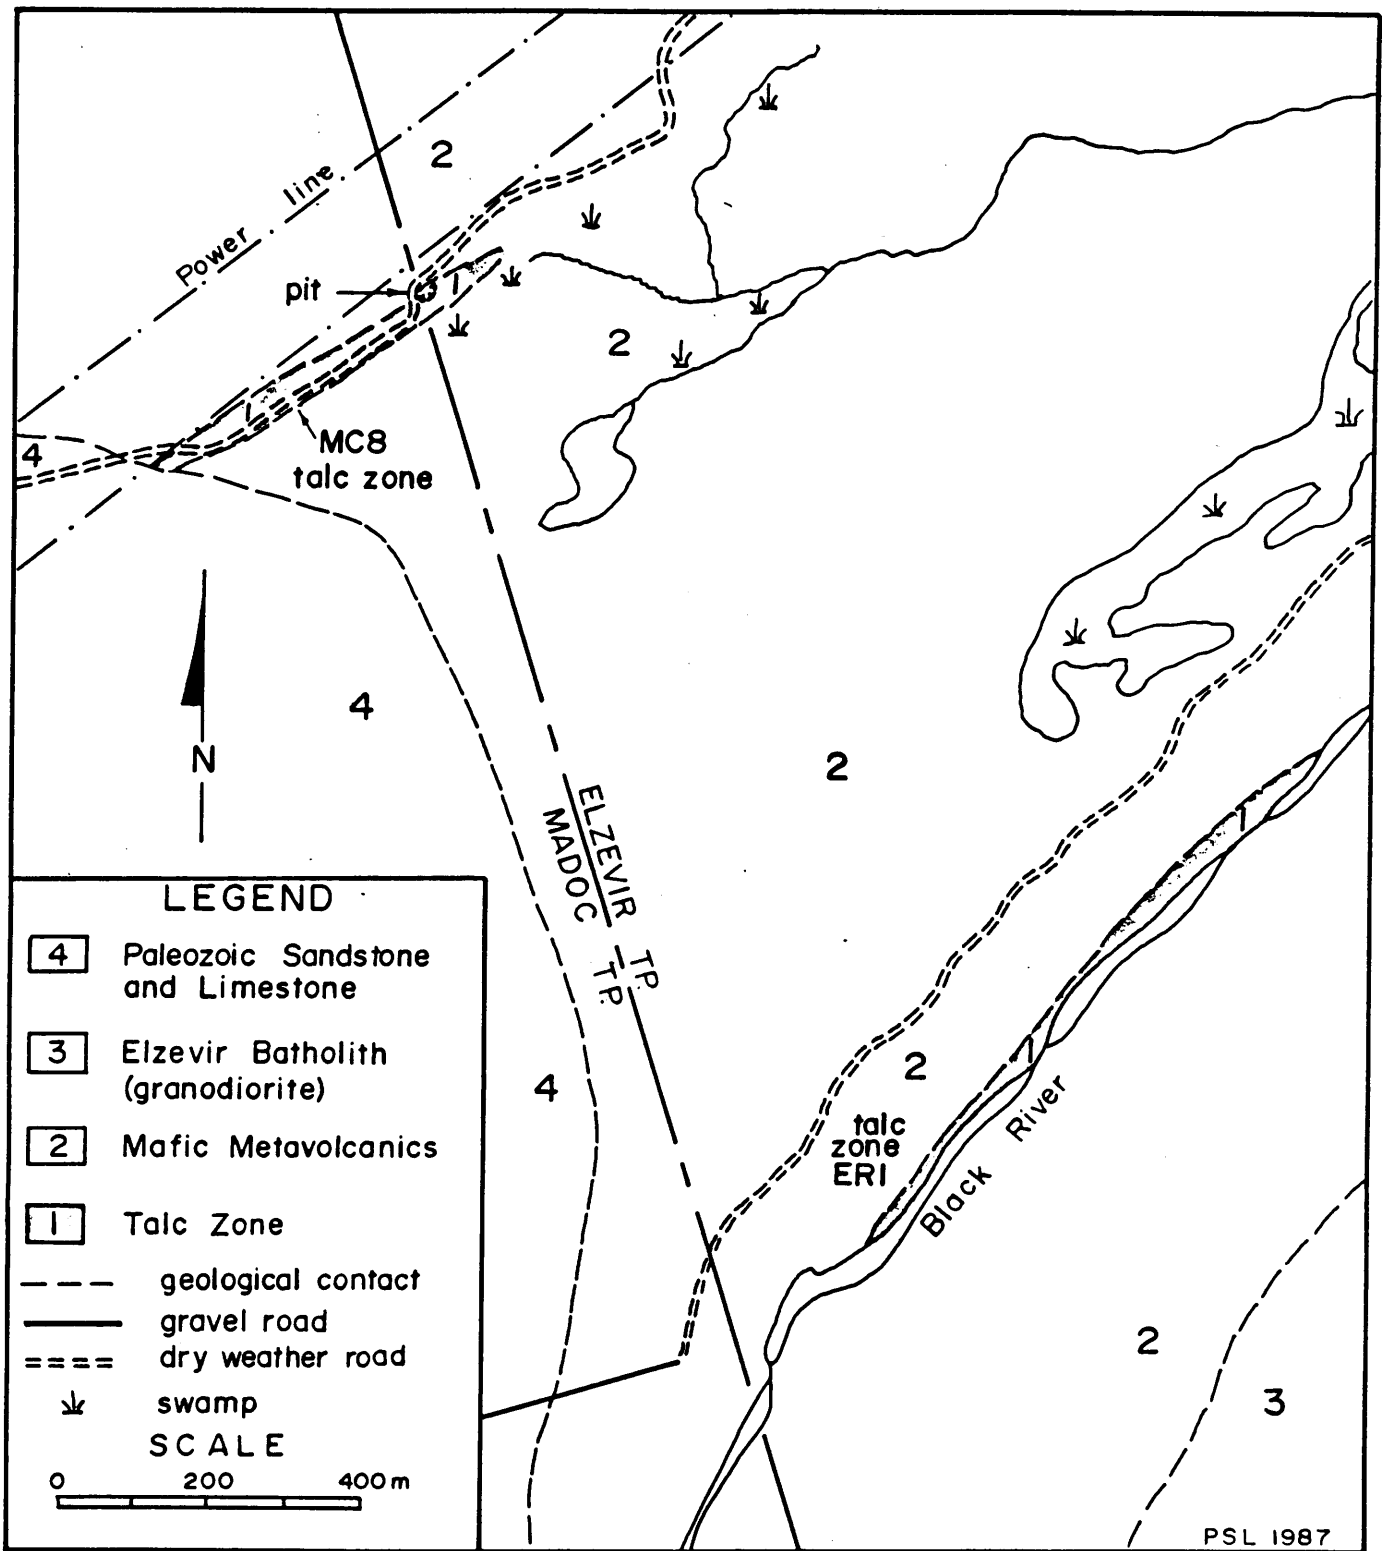 2
Power line
pit
1
2
1
MC8
talc zone
4
4
N
2
ELZEVIR TP.
MADOC TP.
1
1
2
4
talc
zone
ER1
Black River
2
3
LEGEND
4 Paleozoic Sandstone
and Limestone
3 Elzevir Batholith
(granodiorite)
2 Mafic Metavolcanics
1 Talc Zone
geological contact
gravel road
dry weather road
swamp
SCALE
0 200 400m
PSL 1987